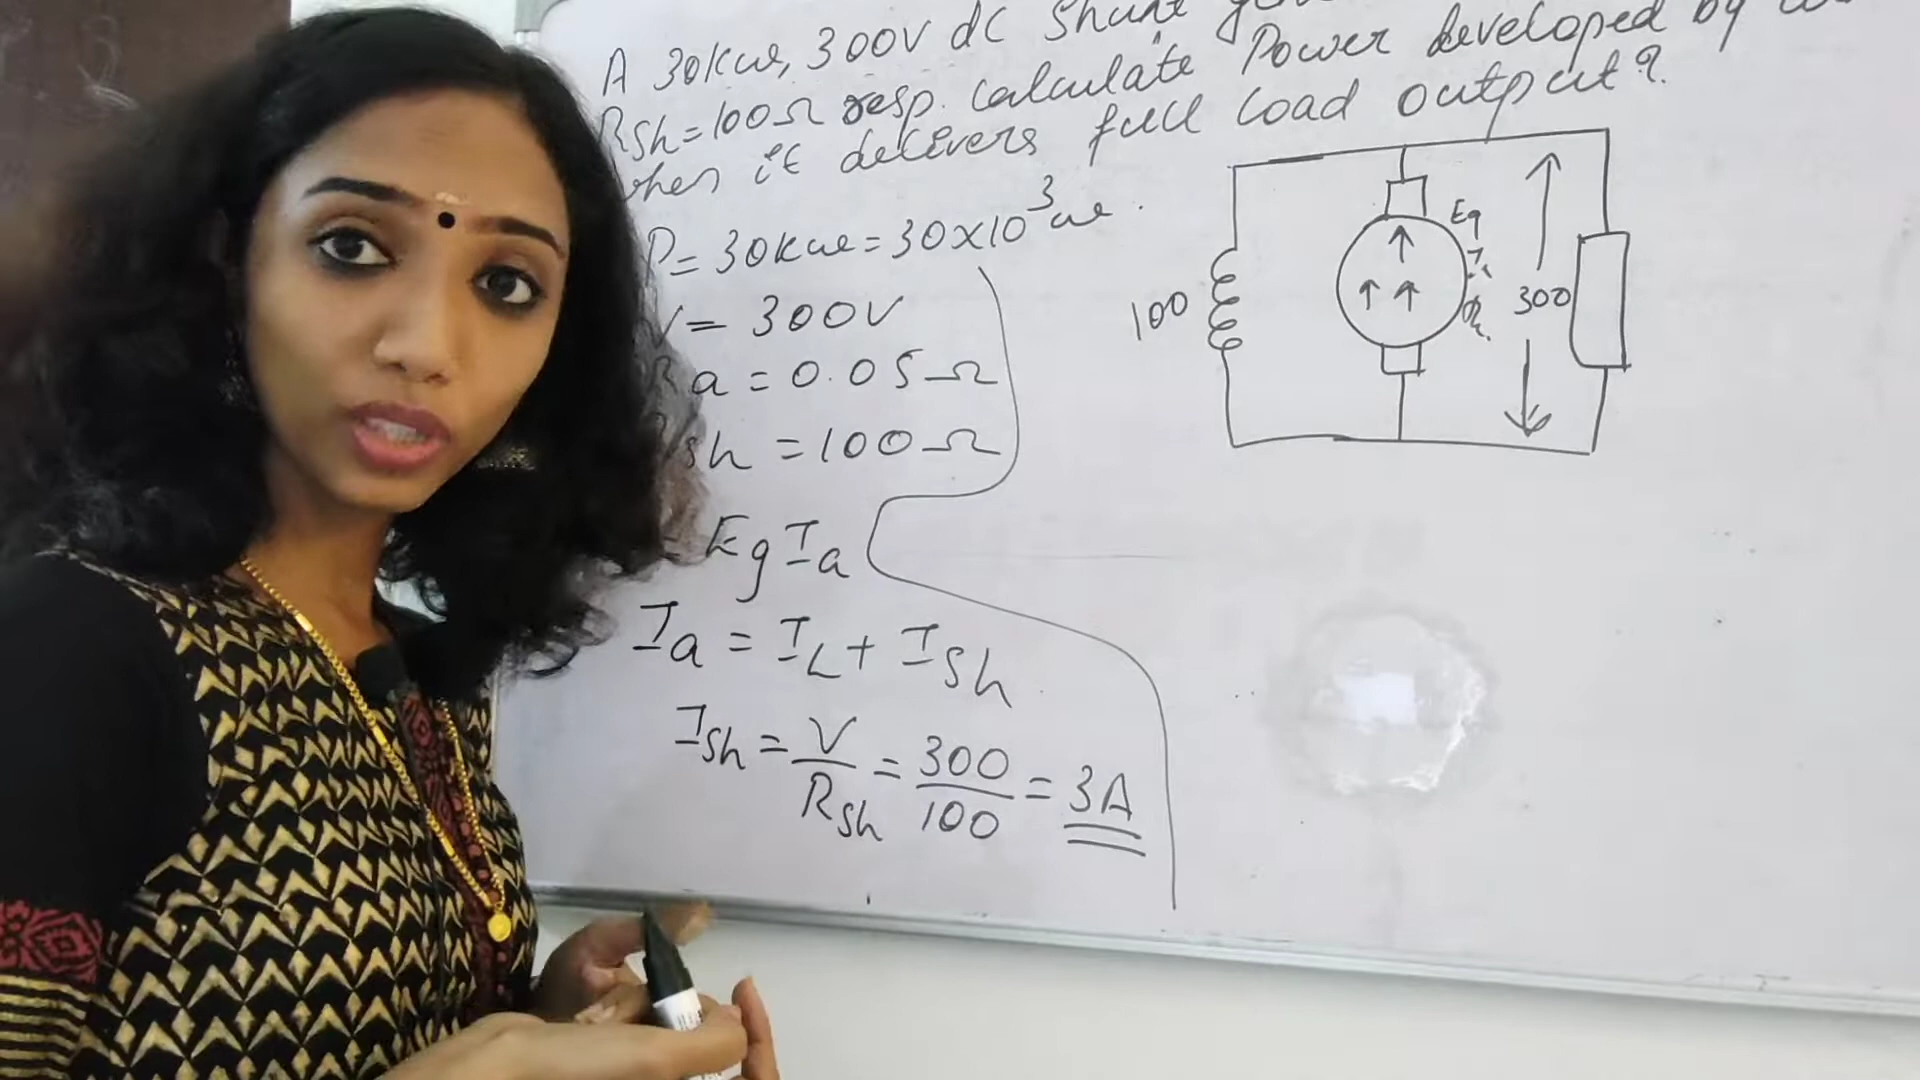 A 30kw, 300V dc Shunt
Rsh=100Ω resp. calculate Power developed by
when it delivers full load output?
P= 30kw = 30×10³w.
V= 300V
Ra = 0.05Ω
Rsh = 100Ω
= EgIa
Ia = IL+ Ish
Ish = V/Rsh = 300/100 = 3A
100
Eg
300